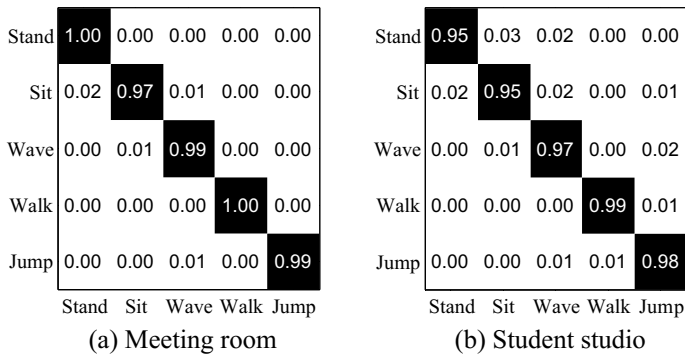 Stand 1.00 0.00 0.00 0.00 0.00
Sit 0.02 0.97 0.01 0.00 0.00
Wave 0.00 0.01 0.99 0.00 0.00
Walk 0.00 0.00 0.00 1.00 0.00
Jump 0.00 0.00 0.01 0.00 0.99
Stand Sit Wave Walk Jump
(a) Meeting room
Stand 0.95 0.03 0.02 0.00 0.00
Sit 0.02 0.95 0.02 0.00 0.01
Wave 0.00 0.01 0.97 0.00 0.02
Walk 0.00 0.00 0.00 0.99 0.01
Jump 0.00 0.00 0.01 0.01 0.98
Stand Sit Wave Walk Jump
(b) Student studio